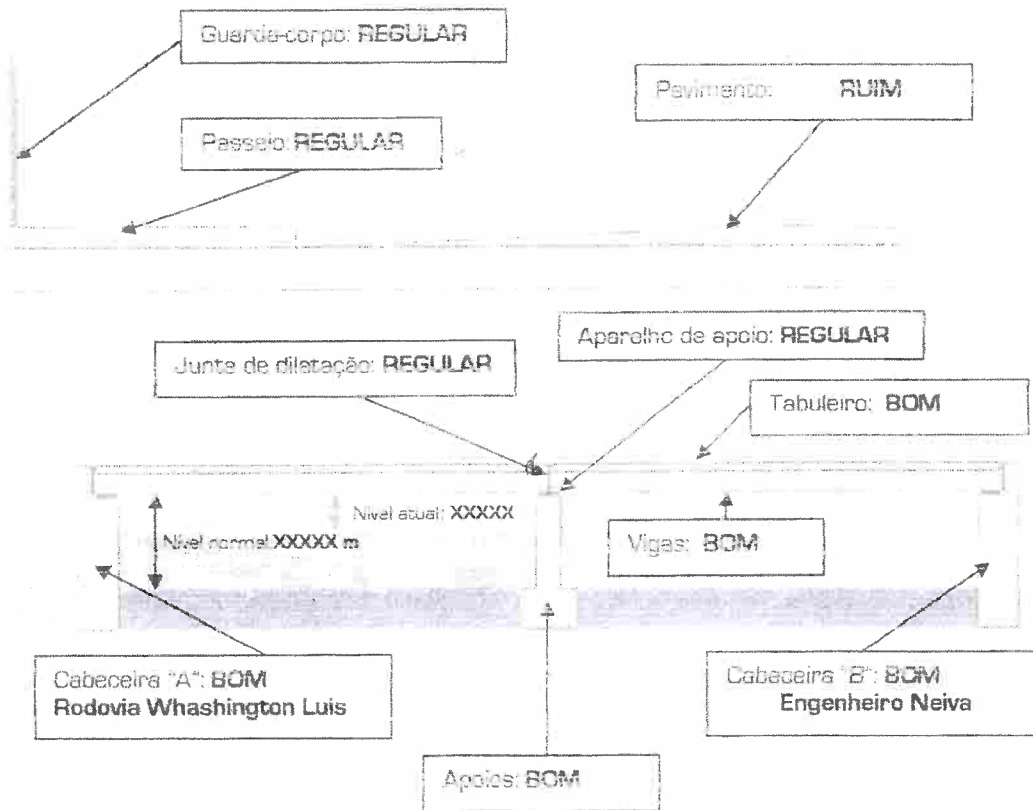 Guarda-corpo: REGULAR
Pavimento: RUIM
Passeio: REGULAR
Aparelho de apoio: REGULAR
Junta de dilatação: REGULAR
Tabuleiro: BOM
Nível atual: XXXXX
Nível normal: XXXXX m
Vigas: BOM
Cabeceira "A": BOM
Rodovia Whashington Luis
Cabeceira "B": BOM
Engenheiro Neiva
Apoios: BOM